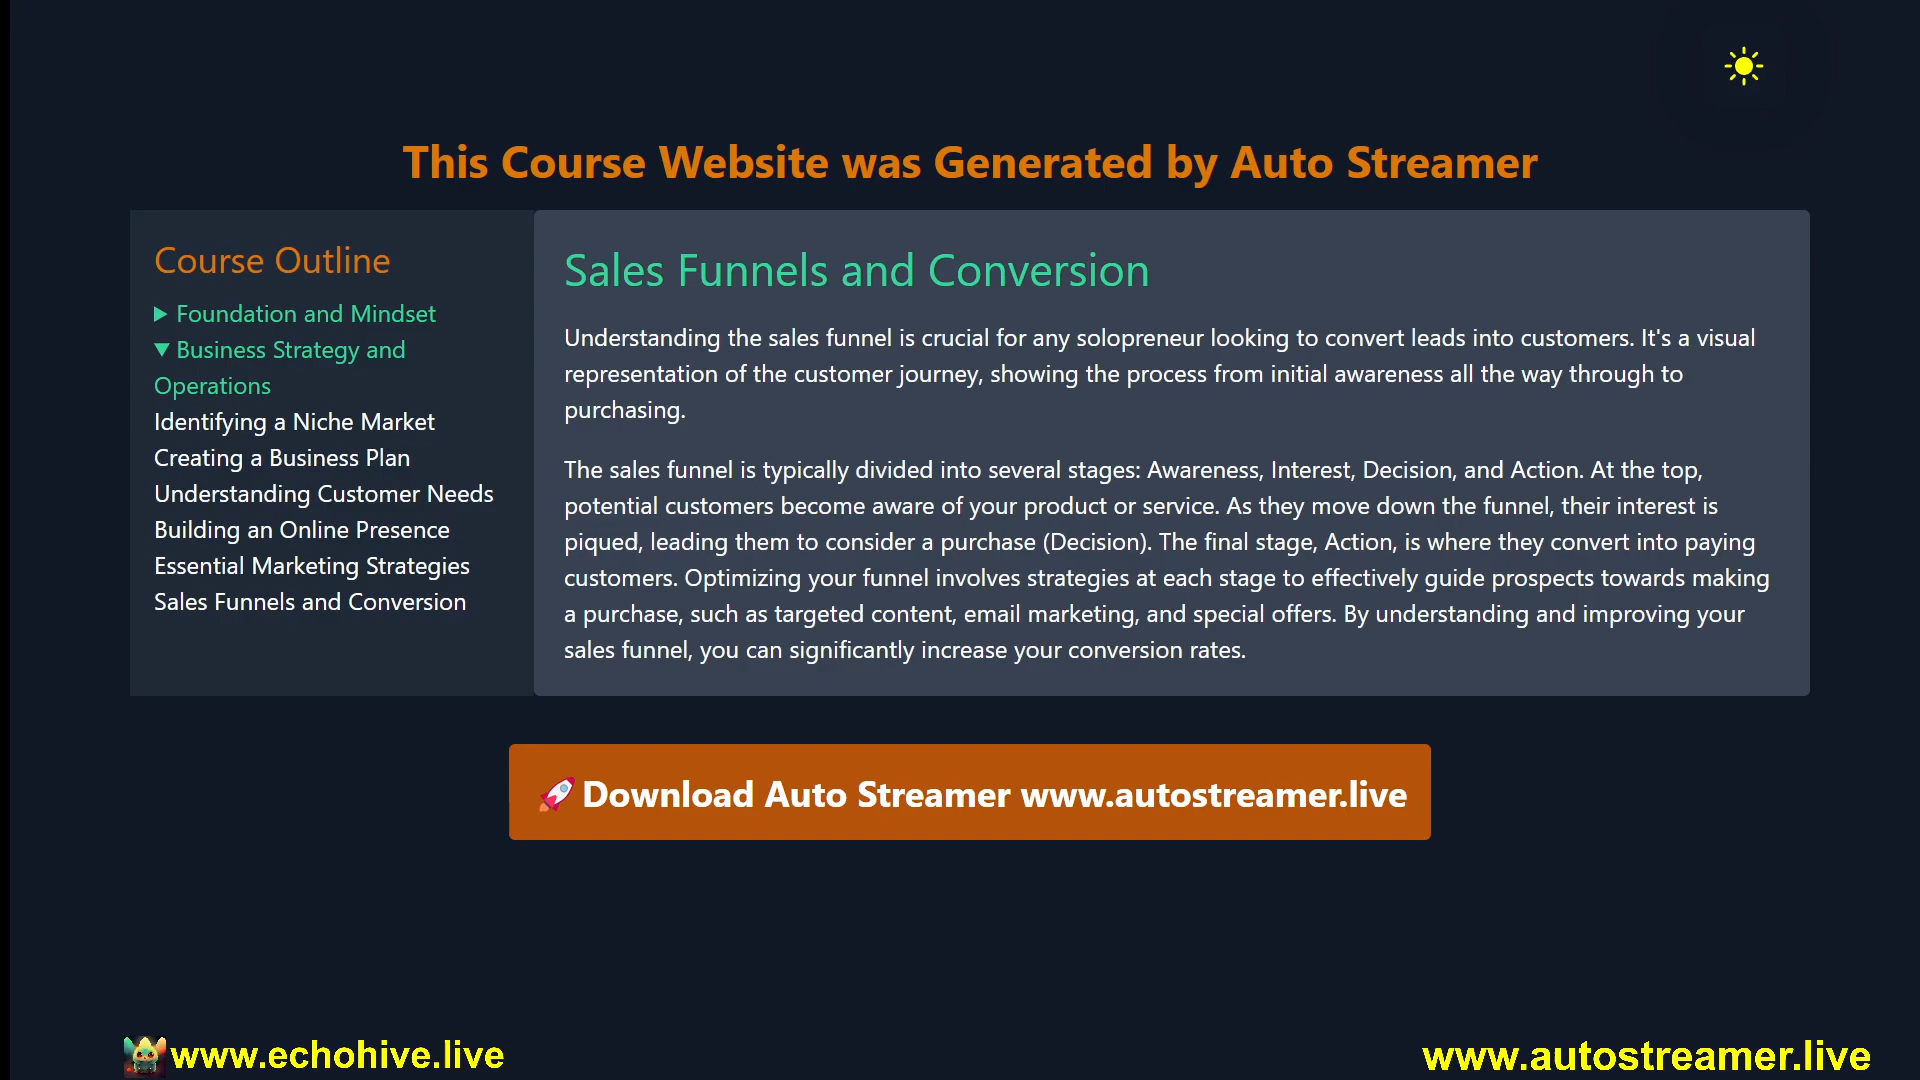 This Course Website was Generated by Auto Streamer
Course Outline
Foundation and Mindset
Business Strategy and
Operations
Identifying a Niche Market
Creating a Business Plan
Understanding Customer Needs
Building an Online Presence
Essential Marketing Strategies
Sales Funnels and Conversion
Sales Funnels and Conversion
Understanding the sales funnel is crucial for any solopreneur looking to convert leads into customers. It's a visual
representation of the customer journey, showing the process from initial awareness all the way through to
purchasing.
The sales funnel is typically divided into several stages: Awareness, Interest, Decision, and Action. At the top,
potential customers become aware of your product or service. As they move down the funnel, their interest is
piqued, leading them to consider a purchase (Decision). The final stage, Action, is where they convert into paying
customers. Optimizing your funnel involves strategies at each stage to effectively guide prospects towards making
a purchase, such as targeted content, email marketing, and special offers. By understanding and improving your
sales funnel, you can significantly increase your conversion rates.
🚀Download Auto Streamer www.autostreamer.live
www.echohive.live
www.autostreamer.live